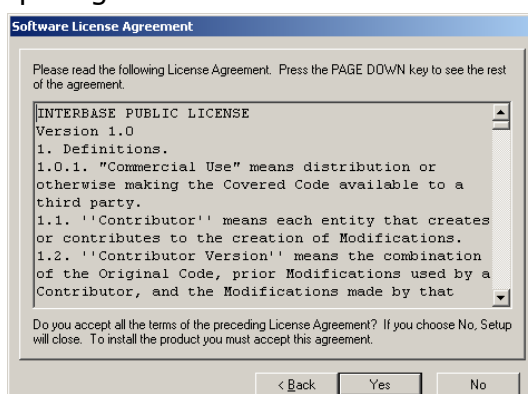 Software License Agreement
Please read the following License Agreement. Press the PAGE DOWN key to see the rest
of the agreement.
INTERBASE PUBLIC LICENSE
Version 1.0
1. Definitions.
1.0.1. "Commercial Use" means distribution or
otherwise making the Covered Code available to a
third party.
1.1. ''Contributor'' means each entity that creates
or contributes to the creation of Modifications.
1.2. ''Contributor Version'' means the combination
of the Original Code, prior Modifications used by a
Contributor, and the Modifications made by that
Do you accept all the terms of the preceding License Agreement? If you choose No, Setup
will close. To install the product you must accept this agreement.
< Back Yes No